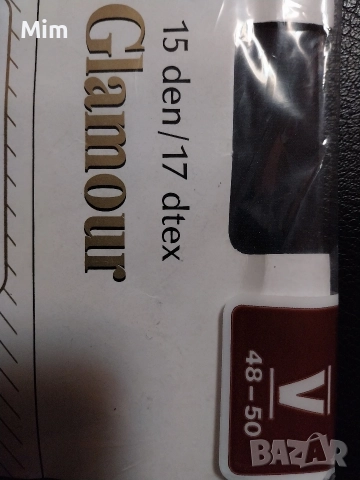 Mim
Glamour
15 den/17 dtex
V
48-50
BAZAR